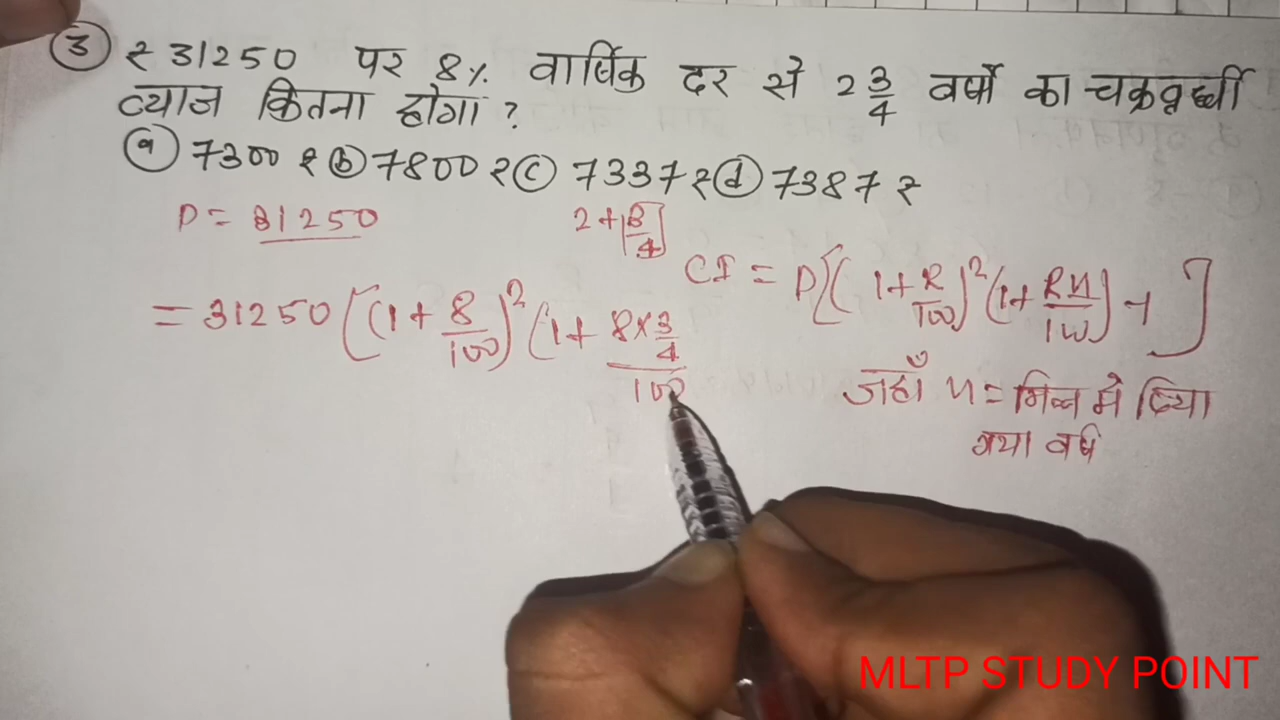 ③ ₹ 31250 पर 8% वार्षिक दर से 2 3/4 वर्षो का चक्रवृध्दी
ब्याज कितना होगा ?
ⓐ 7300 ₹ ⓑ 7800 ₹ ⓒ 7337 ₹ ⓓ 7387 ₹
P = 31250
2 + 3/4
CI = P[(1 + R/100)² (1 + Rn/100) - 1]
= 31250 [(1 + 8/100)² (1 + 8 × 3/4 / 100
जहाँ n = भिन्न मे दिया
गया वर्ष
MLTP STUDY POINT